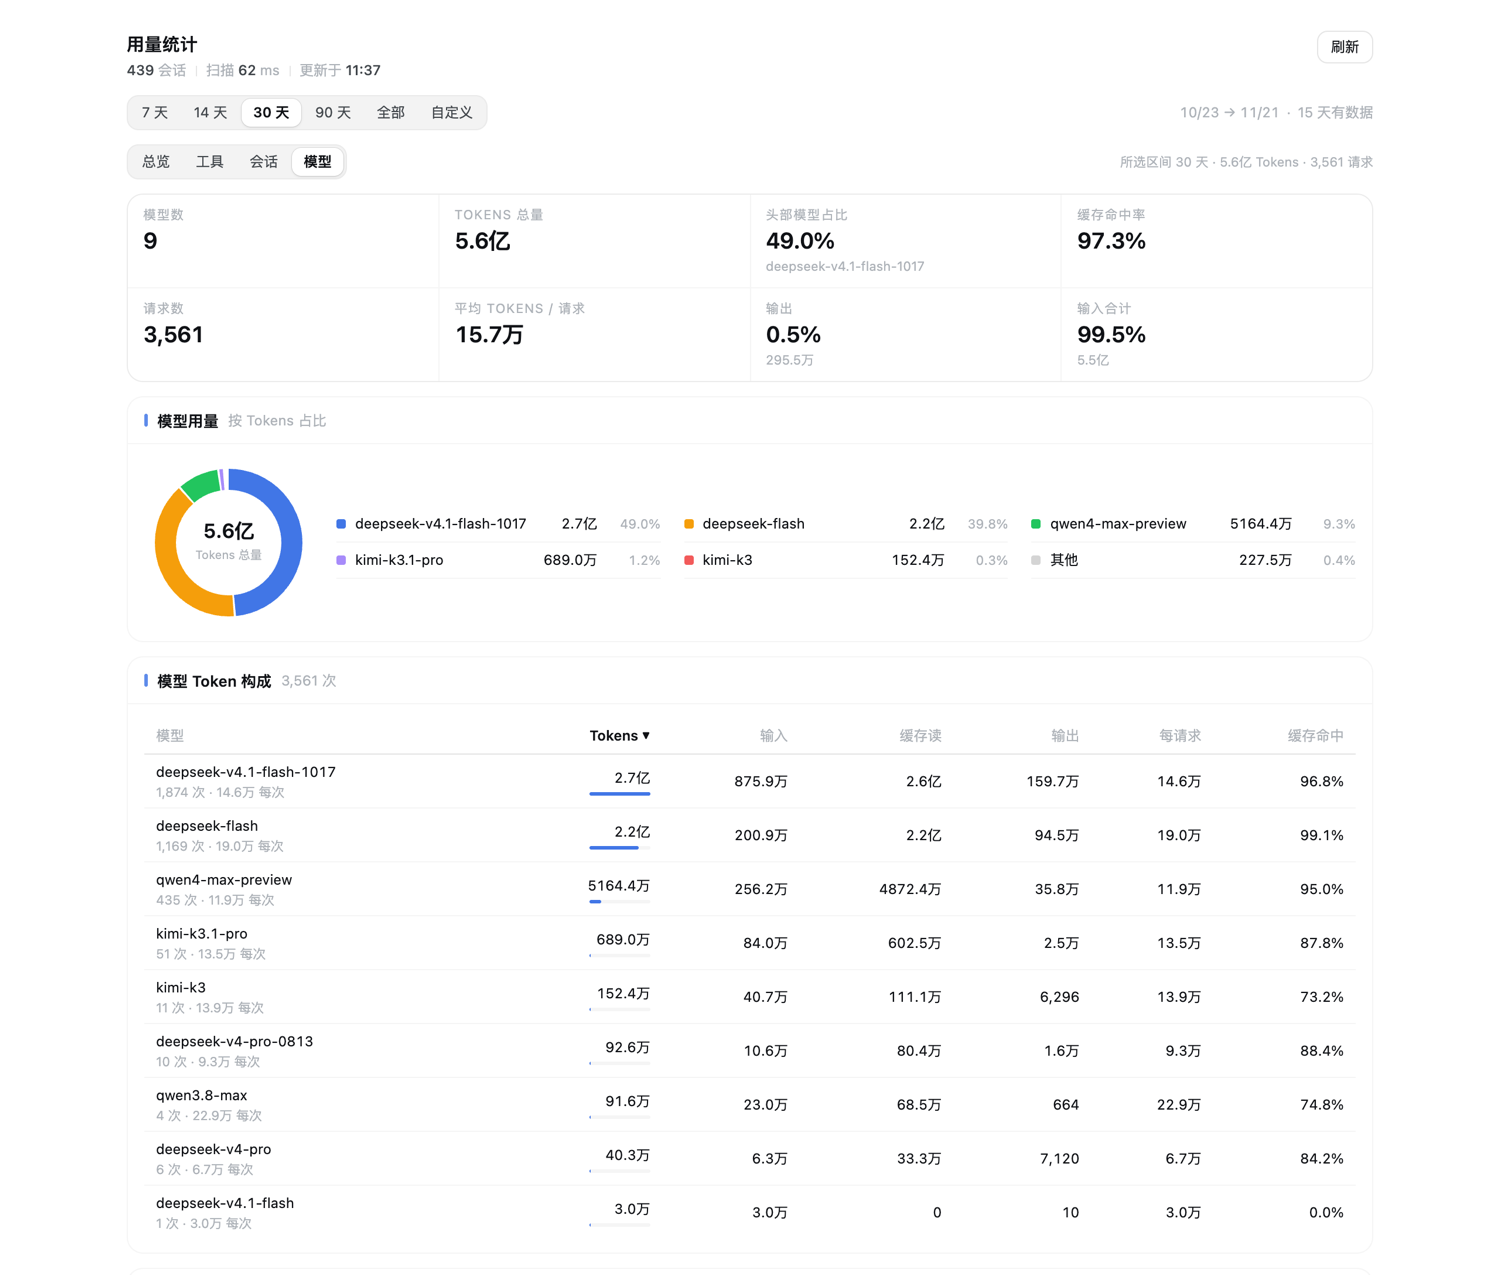 用量统计
刷新
439 会话 | 扫描 62 ms | 更新于 11:37
7 天 14 天 30 天 90 天 全部 自定义
10/23 → 11/21 · 15 天有数据
总览 工具 会话 模型
所选区间 30 天 · 5.6亿 Tokens · 3,561 请求
模型数 TOKENS 总量 头部模型占比 缓存命中率
9 5.6亿 49.0% 97.3%
deepseek-v4.1-flash-1017
请求数 平均 TOKENS / 请求 输出 输入合计
3,561 15.7万 0.5% 99.5%
295.5万 5.5亿
模型用量 按 Tokens 占比
5.6亿
Tokens 总量
deepseek-v4.1-flash-1017 2.7亿 49.0% deepseek-flash 2.2亿 39.8% qwen4-max-preview 5164.4万 9.3%
kimi-k3.1-pro 689.0万 1.2% kimi-k3 152.4万 0.3% 其他 227.5万 0.4%
模型 Token 构成 3,561 次
模型 Tokens ▼ 输入 缓存读 输出 每请求 缓存命中
deepseek-v4.1-flash-1017 2.7亿 875.9万 2.6亿 159.7万 14.6万 96.8%
1,874 次 · 14.6万 每次
deepseek-flash 2.2亿 200.9万 2.2亿 94.5万 19.0万 99.1%
1,169 次 · 19.0万 每次
qwen4-max-preview 5164.4万 256.2万 4872.4万 35.8万 11.9万 95.0%
435 次 · 11.9万 每次
kimi-k3.1-pro 689.0万 84.0万 602.5万 2.5万 13.5万 87.8%
51 次 · 13.5万 每次
kimi-k3 152.4万 40.7万 111.1万 6,296 13.9万 73.2%
11 次 · 13.9万 每次
deepseek-v4-pro-0813 92.6万 10.6万 80.4万 1.6万 9.3万 88.4%
10 次 · 9.3万 每次
qwen3.8-max 91.6万 23.0万 68.5万 664 22.9万 74.8%
4 次 · 22.9万 每次
deepseek-v4-pro 40.3万 6.3万 33.3万 7,120 6.7万 84.2%
6 次 · 6.7万 每次
deepseek-v4.1-flash 3.0万 3.0万 0 10 3.0万 0.0%
1 次 · 3.0万 每次